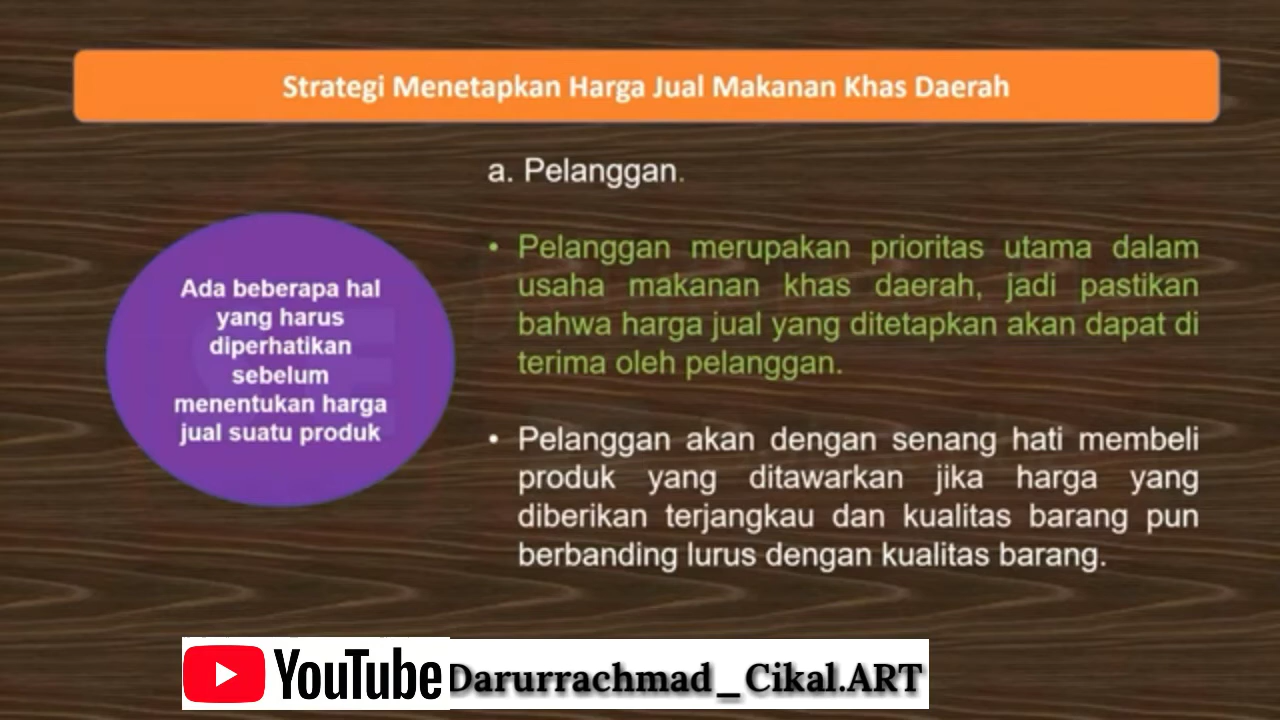 Strategi Menetapkan Harga Jual Makanan Khas Daerah
Ada beberapa hal
yang harus
diperhatikan
sebelum
menentukan harga
jual suatu produk
a. Pelanggan.
• Pelanggan merupakan prioritas utama dalam
usaha makanan khas daerah, jadi pastikan
bahwa harga jual yang ditetapkan akan dapat di
terima oleh pelanggan.
• Pelanggan akan dengan senang hati membeli
produk yang ditawarkan jika harga yang
diberikan terjangkau dan kualitas barang pun
berbanding lurus dengan kualitas barang.
YouTube Darurrachmad_Cikal.ART